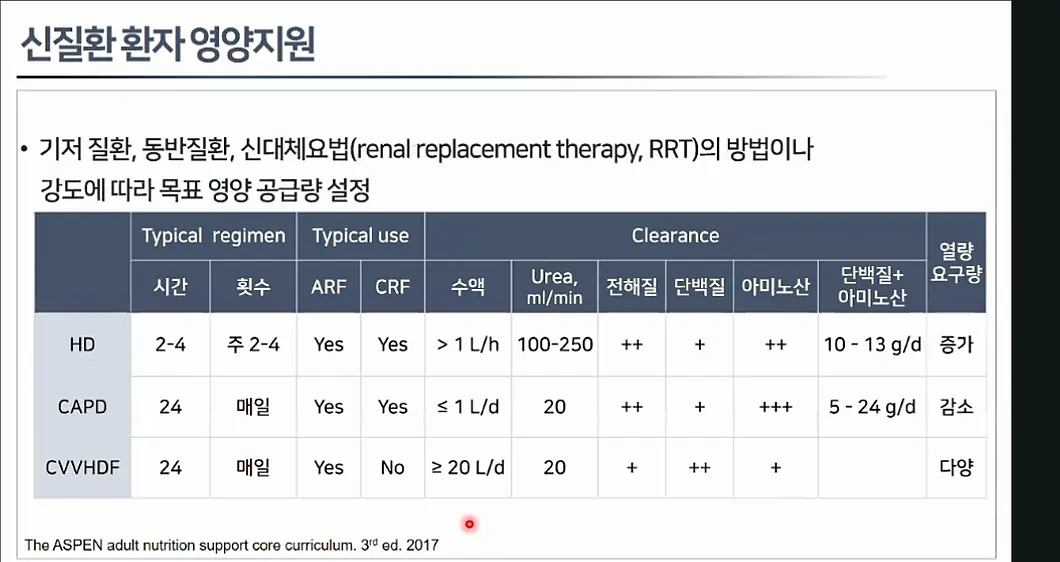 신질환 환자 영양지원
• 기저 질환, 동반질환, 신대체요법(renal replacement therapy, RRT)의 방법이나
강도에 따라 목표 영양 공급량 설정
Typical regimen Typical use Clearance 열량 요구량
시간 횟수 ARF CRF 수액 Urea, ml/min 전해질 단백질 아미노산 단백질+ 아미노산
HD 2-4 주 2-4 Yes Yes > 1 L/h 100-250 ++ + ++ 10 - 13 g/d 증가
CAPD 24 매일 Yes Yes ≤ 1 L/d 20 ++ + +++ 5 - 24 g/d 감소
CVVHDF 24 매일 Yes No ≥ 20 L/d 20 + ++ + 다양
The ASPEN adult nutrition support core curriculum. 3rd ed. 2017